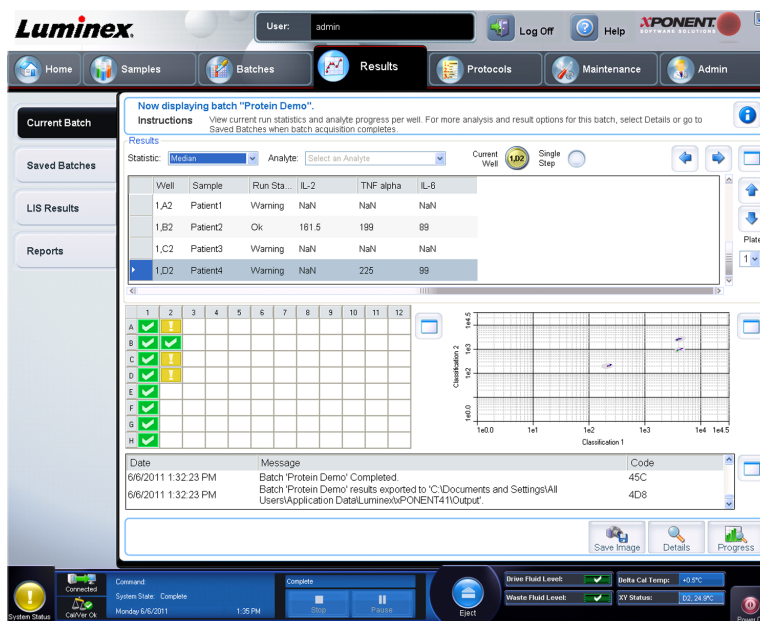 Luminex.
User: admin
Log Off
Help
XPONENT.
SOFTWARE SOLUTIONS
Home
Samples
Batches
Results
Protocols
Maintenance
Admin
Current Batch
Saved Batches
LIS Results
Reports
Now displaying batch "Protein Demo".
Instructions View current run statistics and analyte progress per well. For more analysis and result options for this batch, select Details or go to
Saved Batches when batch acquisition completes.
Results
Statistic: Median
Analyte: Select an Analyte
Current Well 1,D2
Single Step
Well Sample Run Sta... IL-2 TNF alpha IL-6
1,A2 Patient1 Warning NaN NaN NaN
1,B2 Patient2 Ok 161.5 199 89
1,C2 Patient3 Warning NaN NaN NaN
1,D2 Patient4 Warning NaN 225 99
Plate
1
1 2 3 4 5 6 7 8 9 10 11 12
A
B
C
D
E
F
G
H
Classification 2
1e4.5
1e3
1e2
1e0.0
1e0.0 1e1 1e2 1e3 1e4 1e4.5
Classification 1
Date Message Code
6/6/2011 1:32:23 PM Batch 'Protein Demo' Completed. 45C
6/6/2011 1:32:23 PM Batch 'Protein Demo' results exported to 'C:\Documents and Settings\All
Users\Application Data\Luminex\xPONENT41\Output'. 4D8
Save Image
Details
Progress
System Status
Connected
Cal/Ver Ok
Command:
System State: Complete
Monday 6/6/2011 1:35 PM
Complete
Stop
Pause
Eject
Drive Fluid Level:
Waste Fluid Level:
Delta Cal Temp: +0.5°C
XY Status: D2, 24.9°C